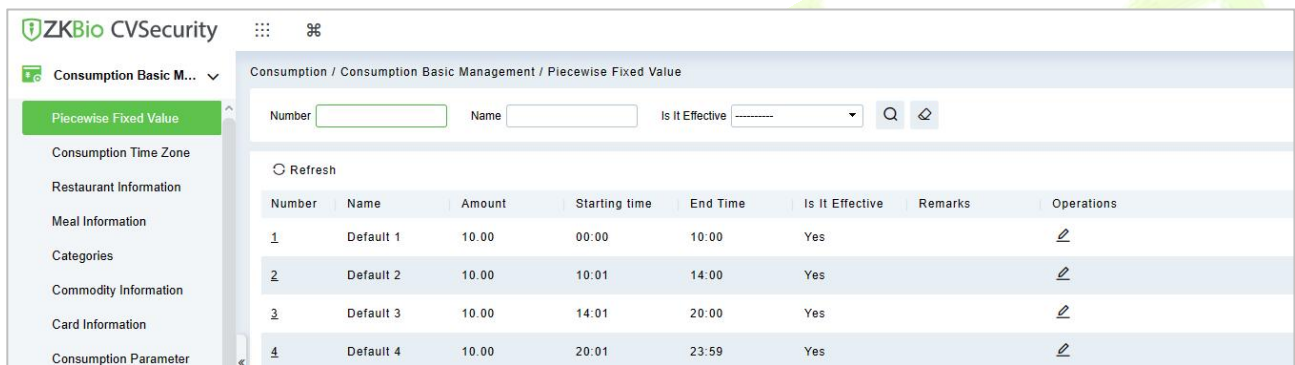 ZKBio CVSecurity
Consumption Basic M...
Consumption / Consumption Basic Management / Piecewise Fixed Value
Piecewise Fixed Value
Consumption Time Zone
Restaurant Information
Meal Information
Categories
Commodity Information
Card Information
Consumption Parameter
Number Name Is It Effective ----------
Refresh
Number Name Amount Starting time End Time Is It Effective Remarks Operations
1 Default 1 10.00 00:00 10:00 Yes
2 Default 2 10.00 10:01 14:00 Yes
3 Default 3 10.00 14:01 20:00 Yes
4 Default 4 10.00 20:01 23:59 Yes